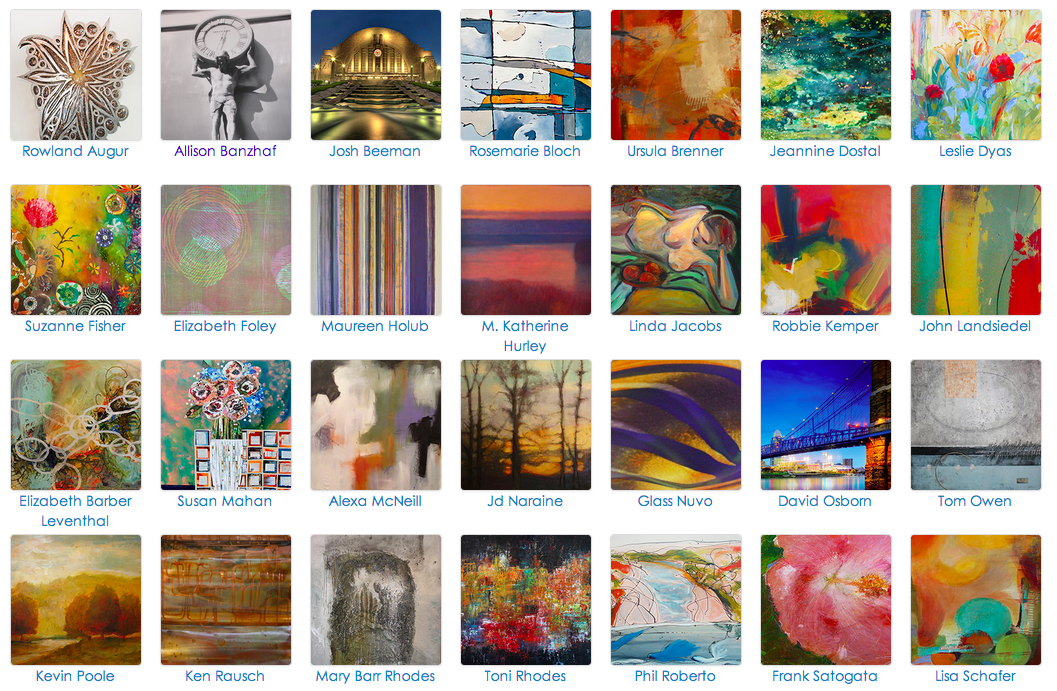 Rowland Augur
Allison Banzhaf
Josh Beeman
Rosemarie Bloch
Ursula Brenner
Jeannine Dostal
Leslie Dyas
Suzanne Fisher
Elizabeth Foley
Maureen Holub
M. Katherine
Hurley
Linda Jacobs
Robbie Kemper
John Landsiedel
Elizabeth Barber
Leventhal
Susan Mahan
Alexa McNeill
Jd Naraine
Glass Nuvo
David Osborn
Tom Owen
Kevin Poole
Ken Rausch
Mary Barr Rhodes
Toni Rhodes
Phil Roberto
Frank Satogata
Lisa Schafer